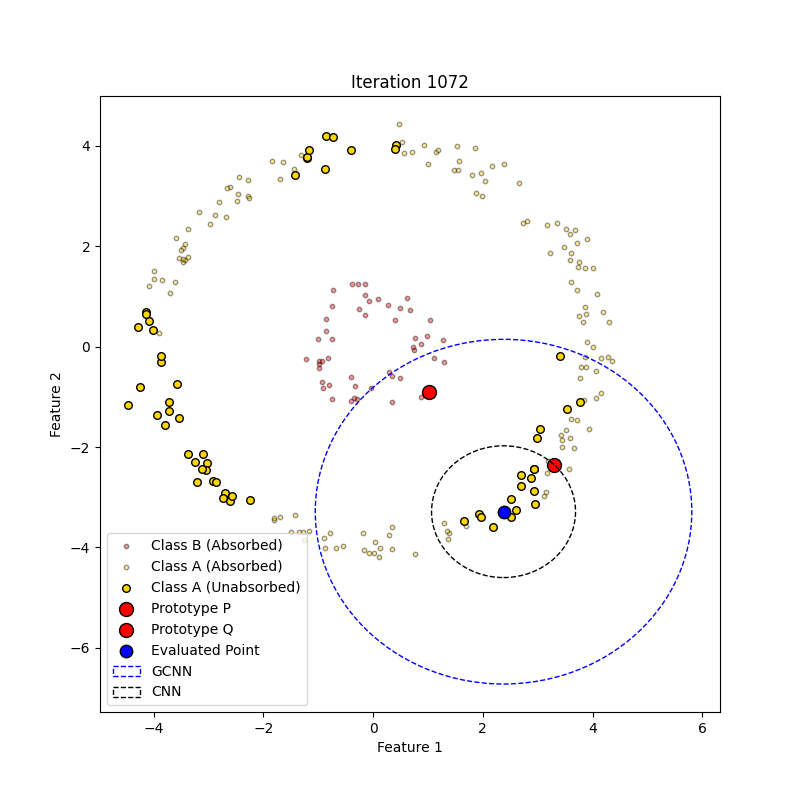 Iteration 1072
4
2
0
−2
−4
−6
Feature 2
Class B (Absorbed)
Class A (Absorbed)
Class A (Unabsorbed)
Prototype P
Prototype Q
Evaluated Point
GCNN
CNN
−4 −2 0 2 4 6
Feature 1